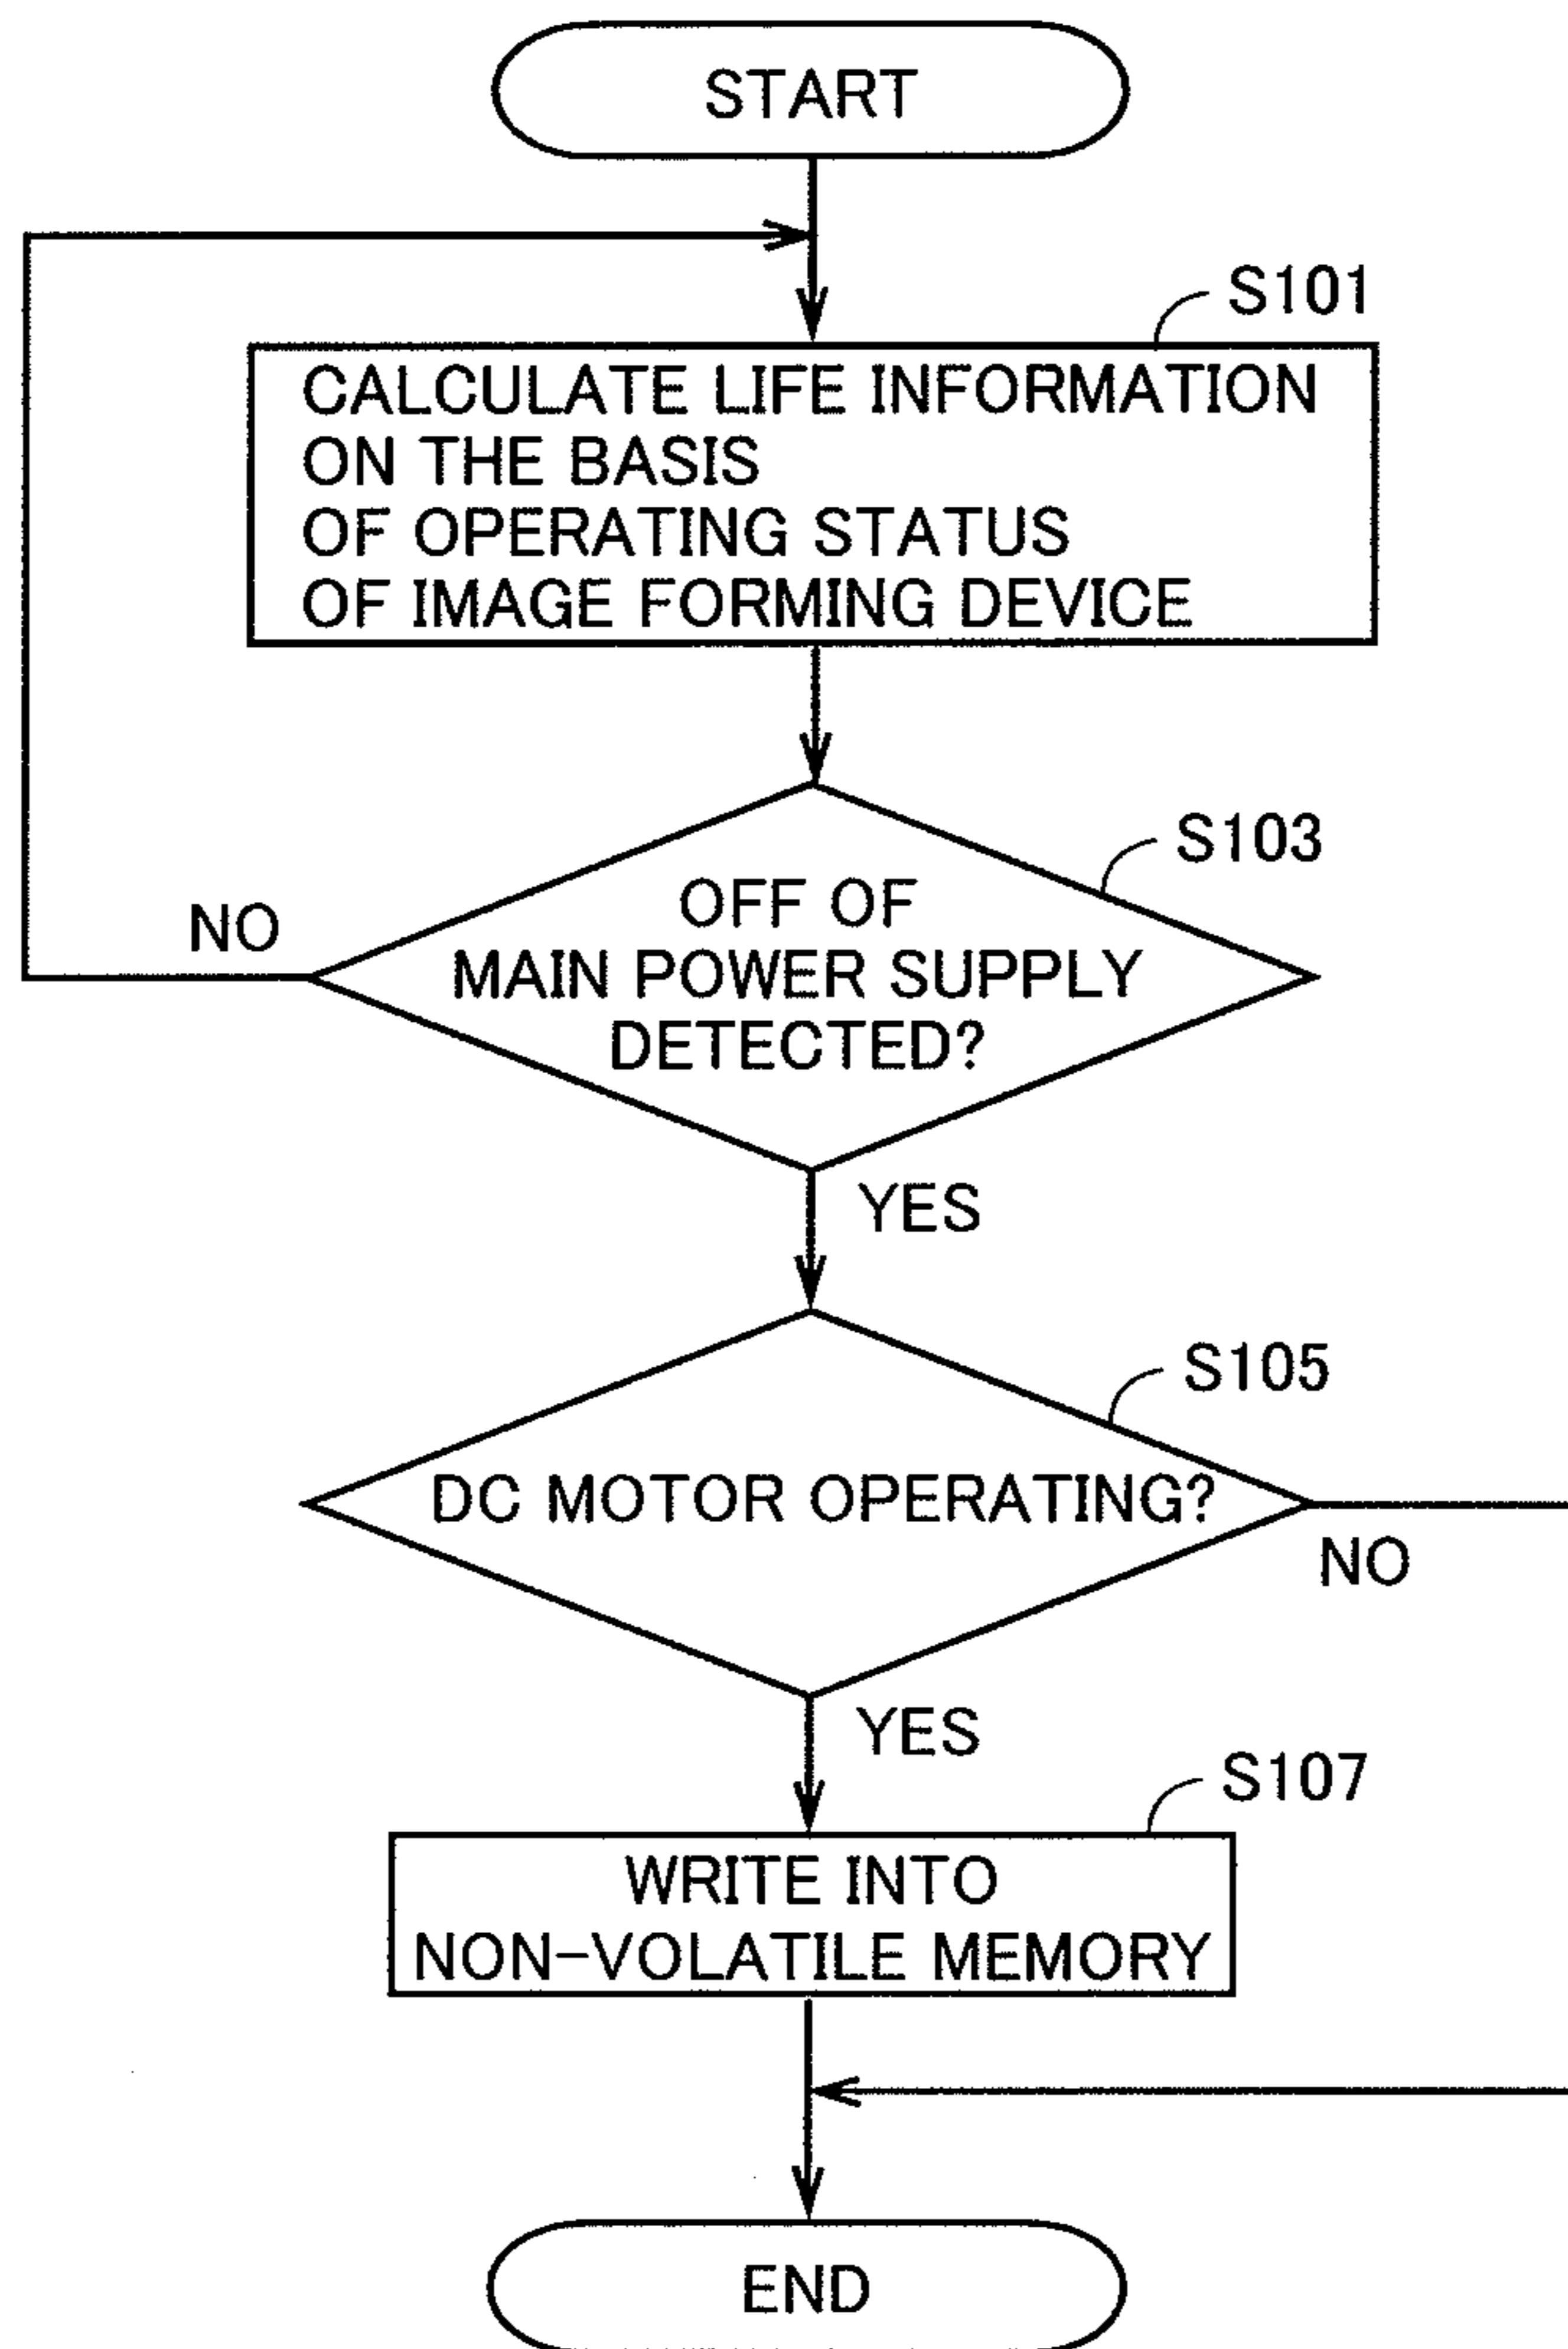 START
S101
CALCULATE LIFE INFORMATION
ON THE BASIS
OF OPERATING STATUS
OF IMAGE FORMING DEVICE
S103
OFF OF
MAIN POWER SUPPLY
DETECTED?
NO
YES
S105
DC MOTOR OPERATING?
NO
YES
S107
WRITE INTO
NON-VOLATILE MEMORY
END